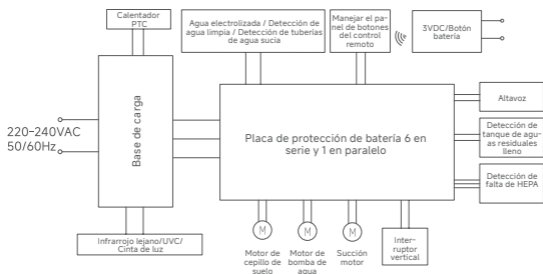 Calentador
PTC
Agua electrolizada / Detección de
agua limpia / Detección de tuberías
de agua sucia
Manejar el pa-
nel de botones
del control
remoto
3VDC/Botón
batería
220-240VAC
50/60Hz
Base de carga
Placa de protección de batería 6 en
serie y 1 en paralelo
Altavoz
Detección de
tanque de agu-
as residuales
lleno
Detección de
falta de HEPA
Infrarrojo lejano/UVC/
Cinta de luz
M
M
M
Motor de
cepillo de
suelo
Motor de
bomba de
agua
Succión
motor
Inter-
ruptor
vertical